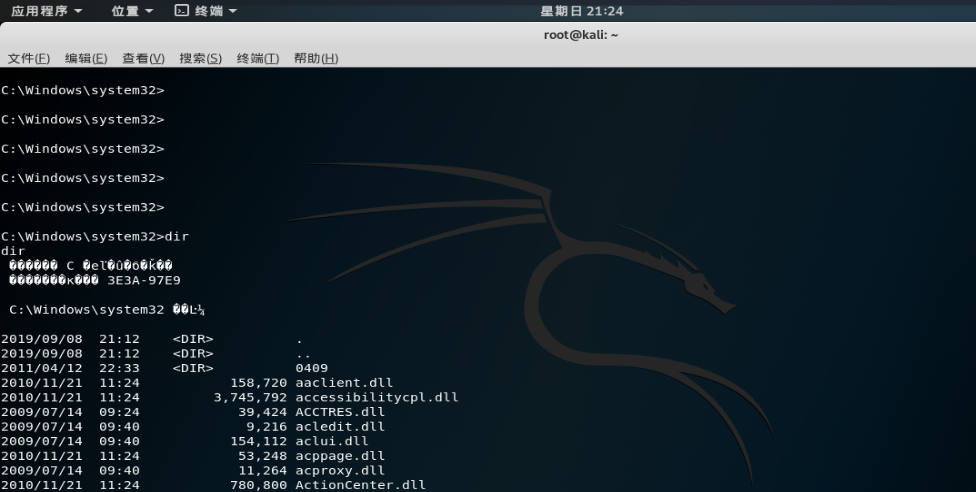 应用程序 位置 终端 星期日 21:24
root@kali: ~
文件(F) 编辑(E) 查看(V) 搜索(S) 终端(T) 帮助(H)
C:\Windows\system32>
C:\Windows\system32>
C:\Windows\system32>
C:\Windows\system32>
C:\Windows\system32>
C:\Windows\system32>dir
dir
������ C �eľ�û�б�ǩ��
�������к��� 3E3A-97E9
C:\Windows\system32 ��Ŀ¼
2019/09/08  21:12    <DIR>          .
2019/09/08  21:12    <DIR>          ..
2011/04/12  22:33    <DIR>          0409
2010/11/21  11:24           158,720 aaclient.dll
2010/11/21  11:24         3,745,792 accessibilitycpl.dll
2009/07/14  09:24            39,424 ACCTRES.dll
2009/07/14  09:40             9,216 acledit.dll
2009/07/14  09:40           154,112 aclui.dll
2010/11/21  11:24            53,248 acppage.dll
2009/07/14  09:40            11,264 acproxy.dll
2010/11/21  11:24           780,800 ActionCenter.dll